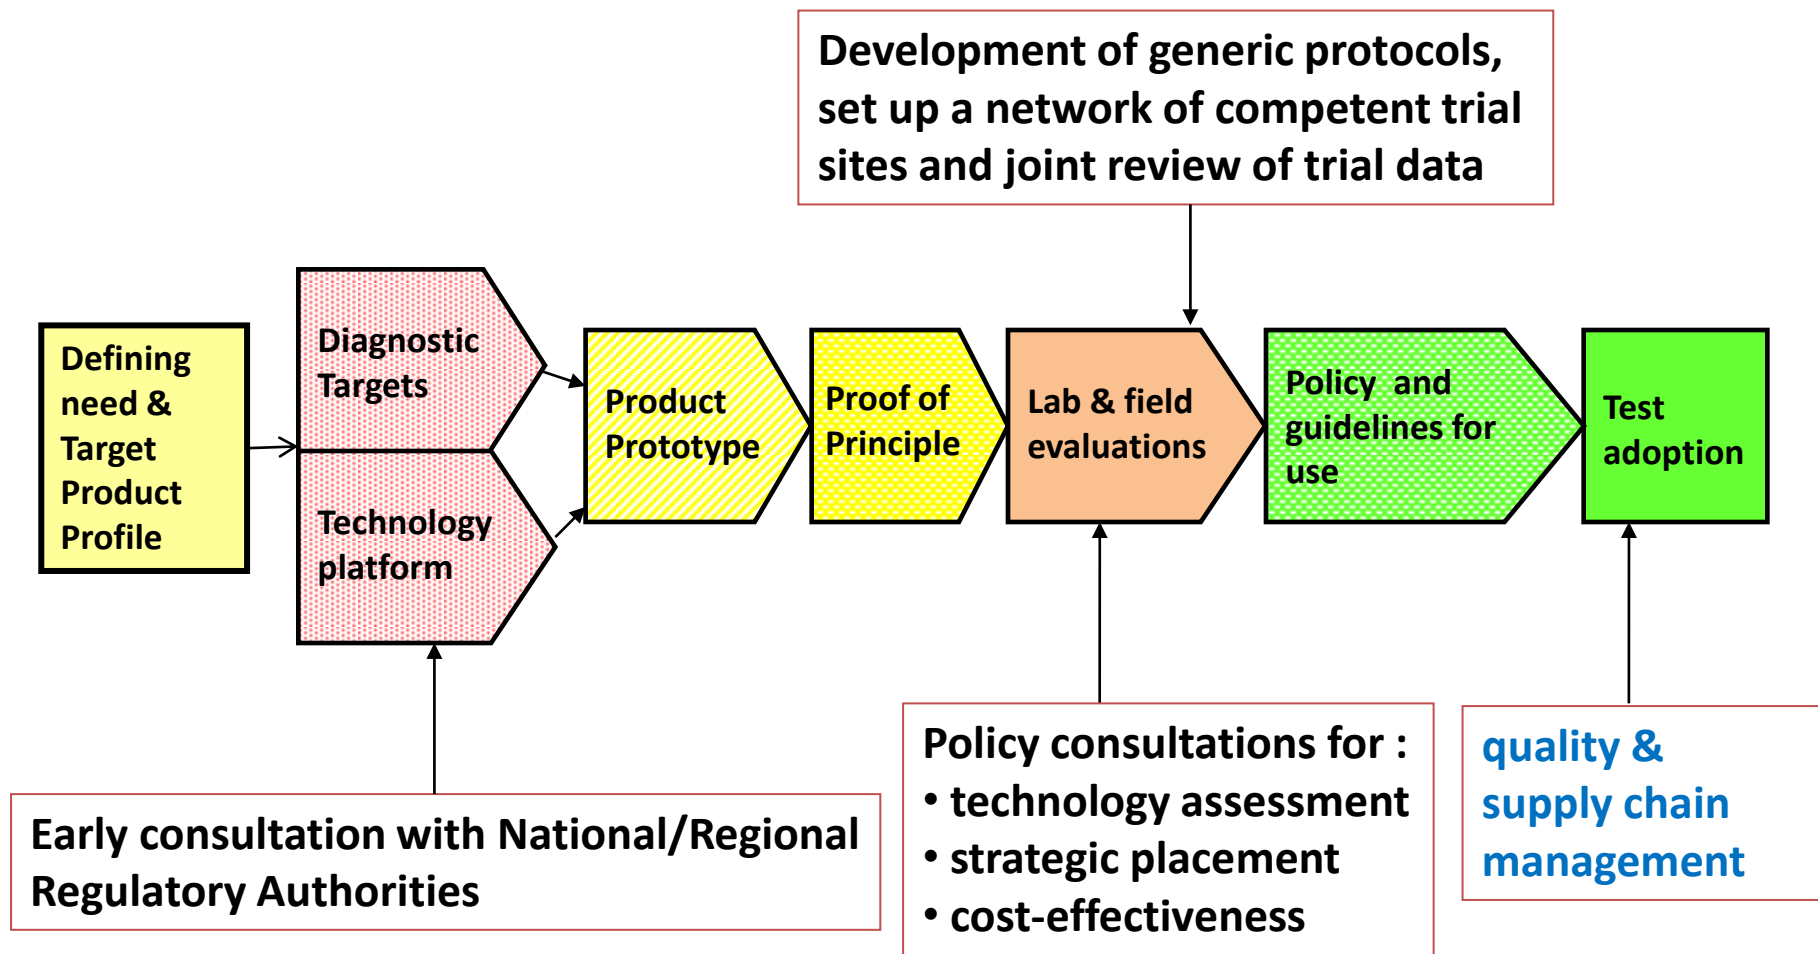 Development of generic protocols,
set up a network of competent trial
sites and joint review of trial data
Defining
need &
Target
Product
Profile
Diagnostic
Targets
Technology
platform
Product
Prototype
Proof of
Principle
Lab & field
evaluations
Policy and
guidelines for
use
Test
adoption
Early consultation with National/Regional
Regulatory Authorities
Policy consultations for :
• technology assessment
• strategic placement
• cost-effectiveness
quality &
supply chain
management